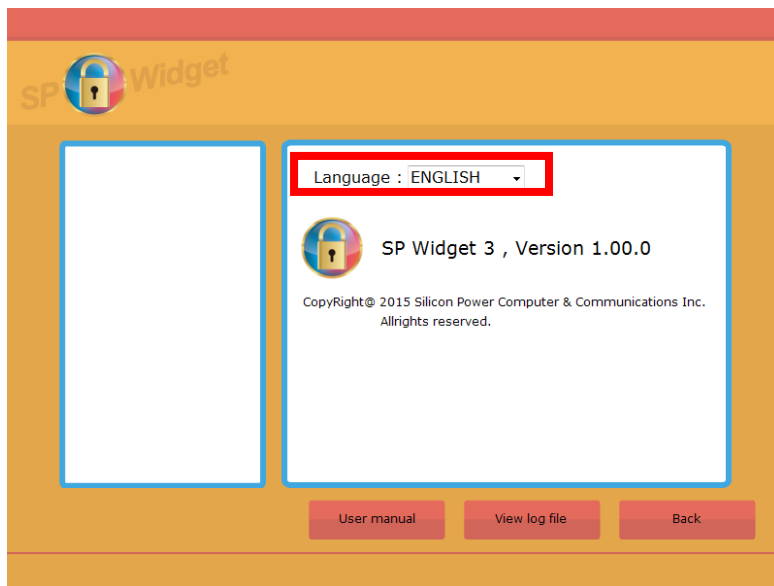 SP Widget
Language : ENGLISH
SP Widget 3 , Version 1.00.0
CopyRight@ 2015 Silicon Power Computer & Communications Inc.
Allrights reserved.
User manual
View log file
Back